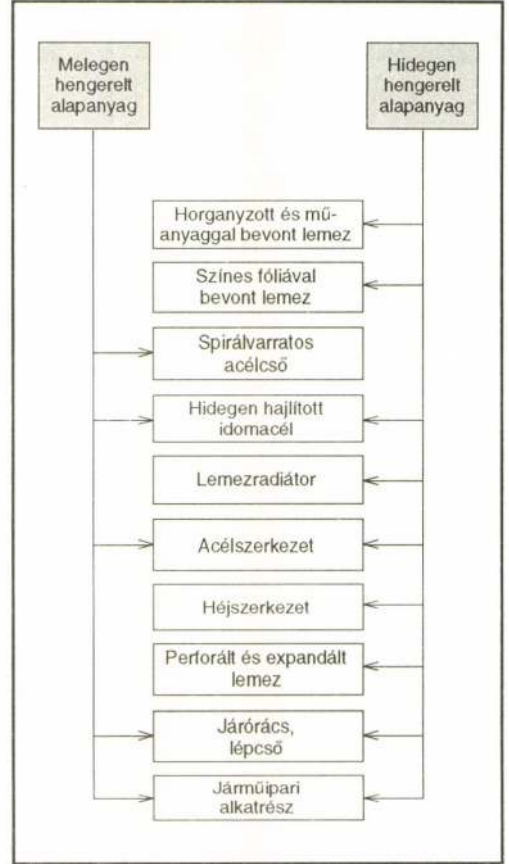 Melegen
hengerelt
alapanyag
Hidegen
hengerelt
alapanyag
Horganyzott és mű-
anyaggal bevont lemez
Színes fóliával
bevont lemez
Spirálvarratos
acélcső
Hidegen hajlított
idomacél
Lemezradiátor
Acélszerkezet
Héjszerkezet
Perforált és expandált
lemez
Járórács,
lépcső
Járműipari
alkatrész